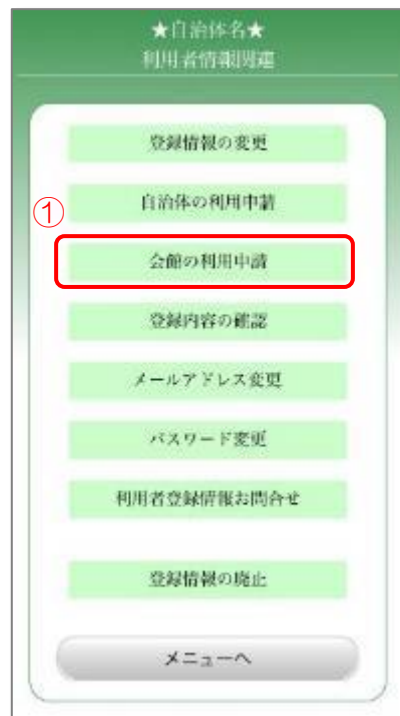 ★自治体名★
利用者情報関連
登録情報の変更
自治体の利用申請
①
会館の利用申請
登録内容の確認
メールアドレス変更
パスワード変更
利用者登録情報お問合せ
登録情報の廃止
メニューへ